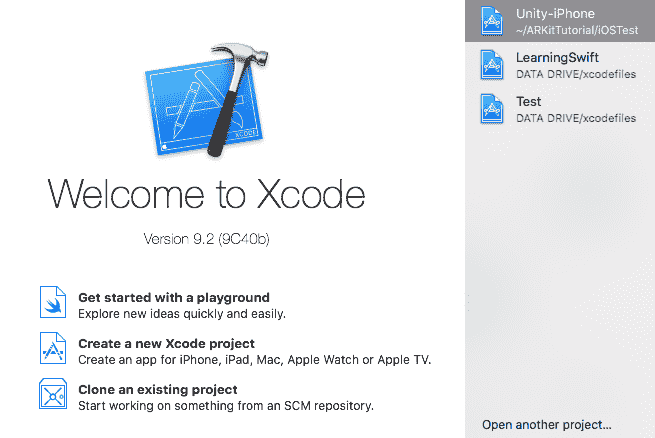 XCODE
Welcome to Xcode
Version 9.2 (9C40b)
Get started with a playground
Explore new ideas quickly and easily.
Create a new Xcode project
Create an app for iPhone, iPad, Mac, Apple Watch or Apple TV.
Clone an existing project
Start working on something from an SCM repository.
Unity-iPhone
~/ARKitTutorial/iOSTest
LearningSwift
DATA DRIVE/xcodefiles
Test
DATA DRIVE/xcodefiles
Open another project...